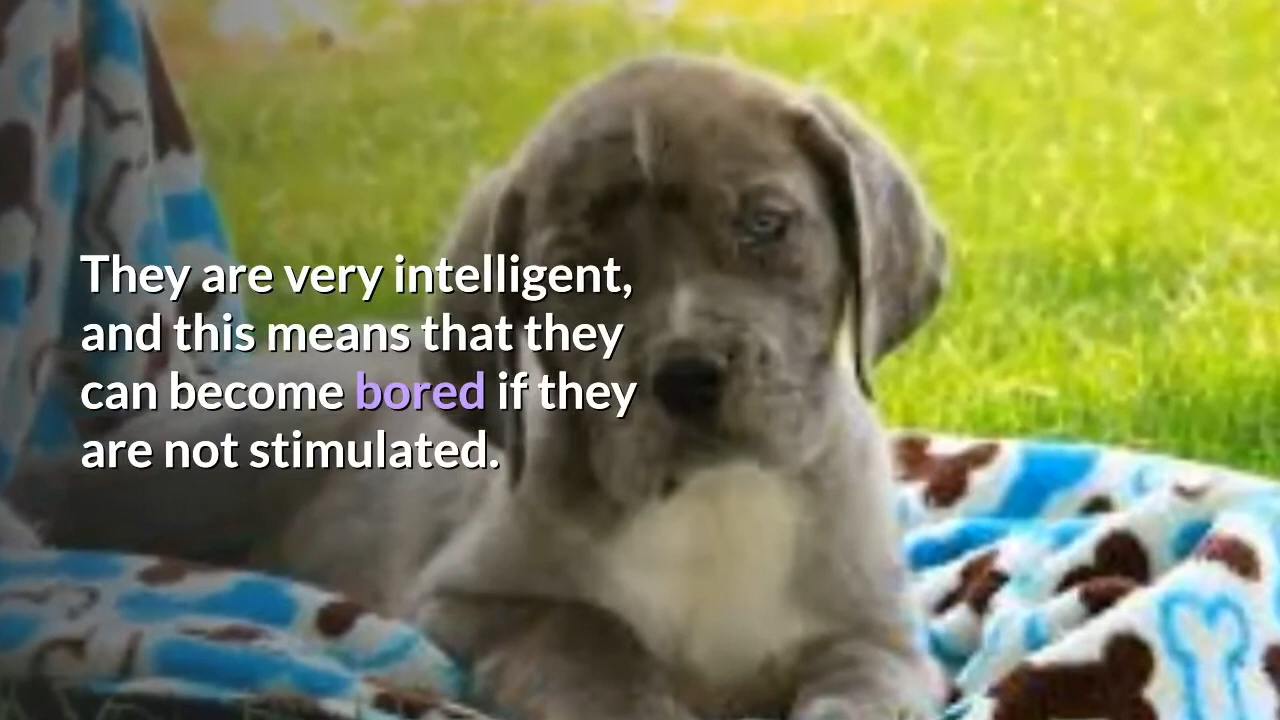 They are very intelligent,
and this means that they
can become bored if they
are not stimulated.